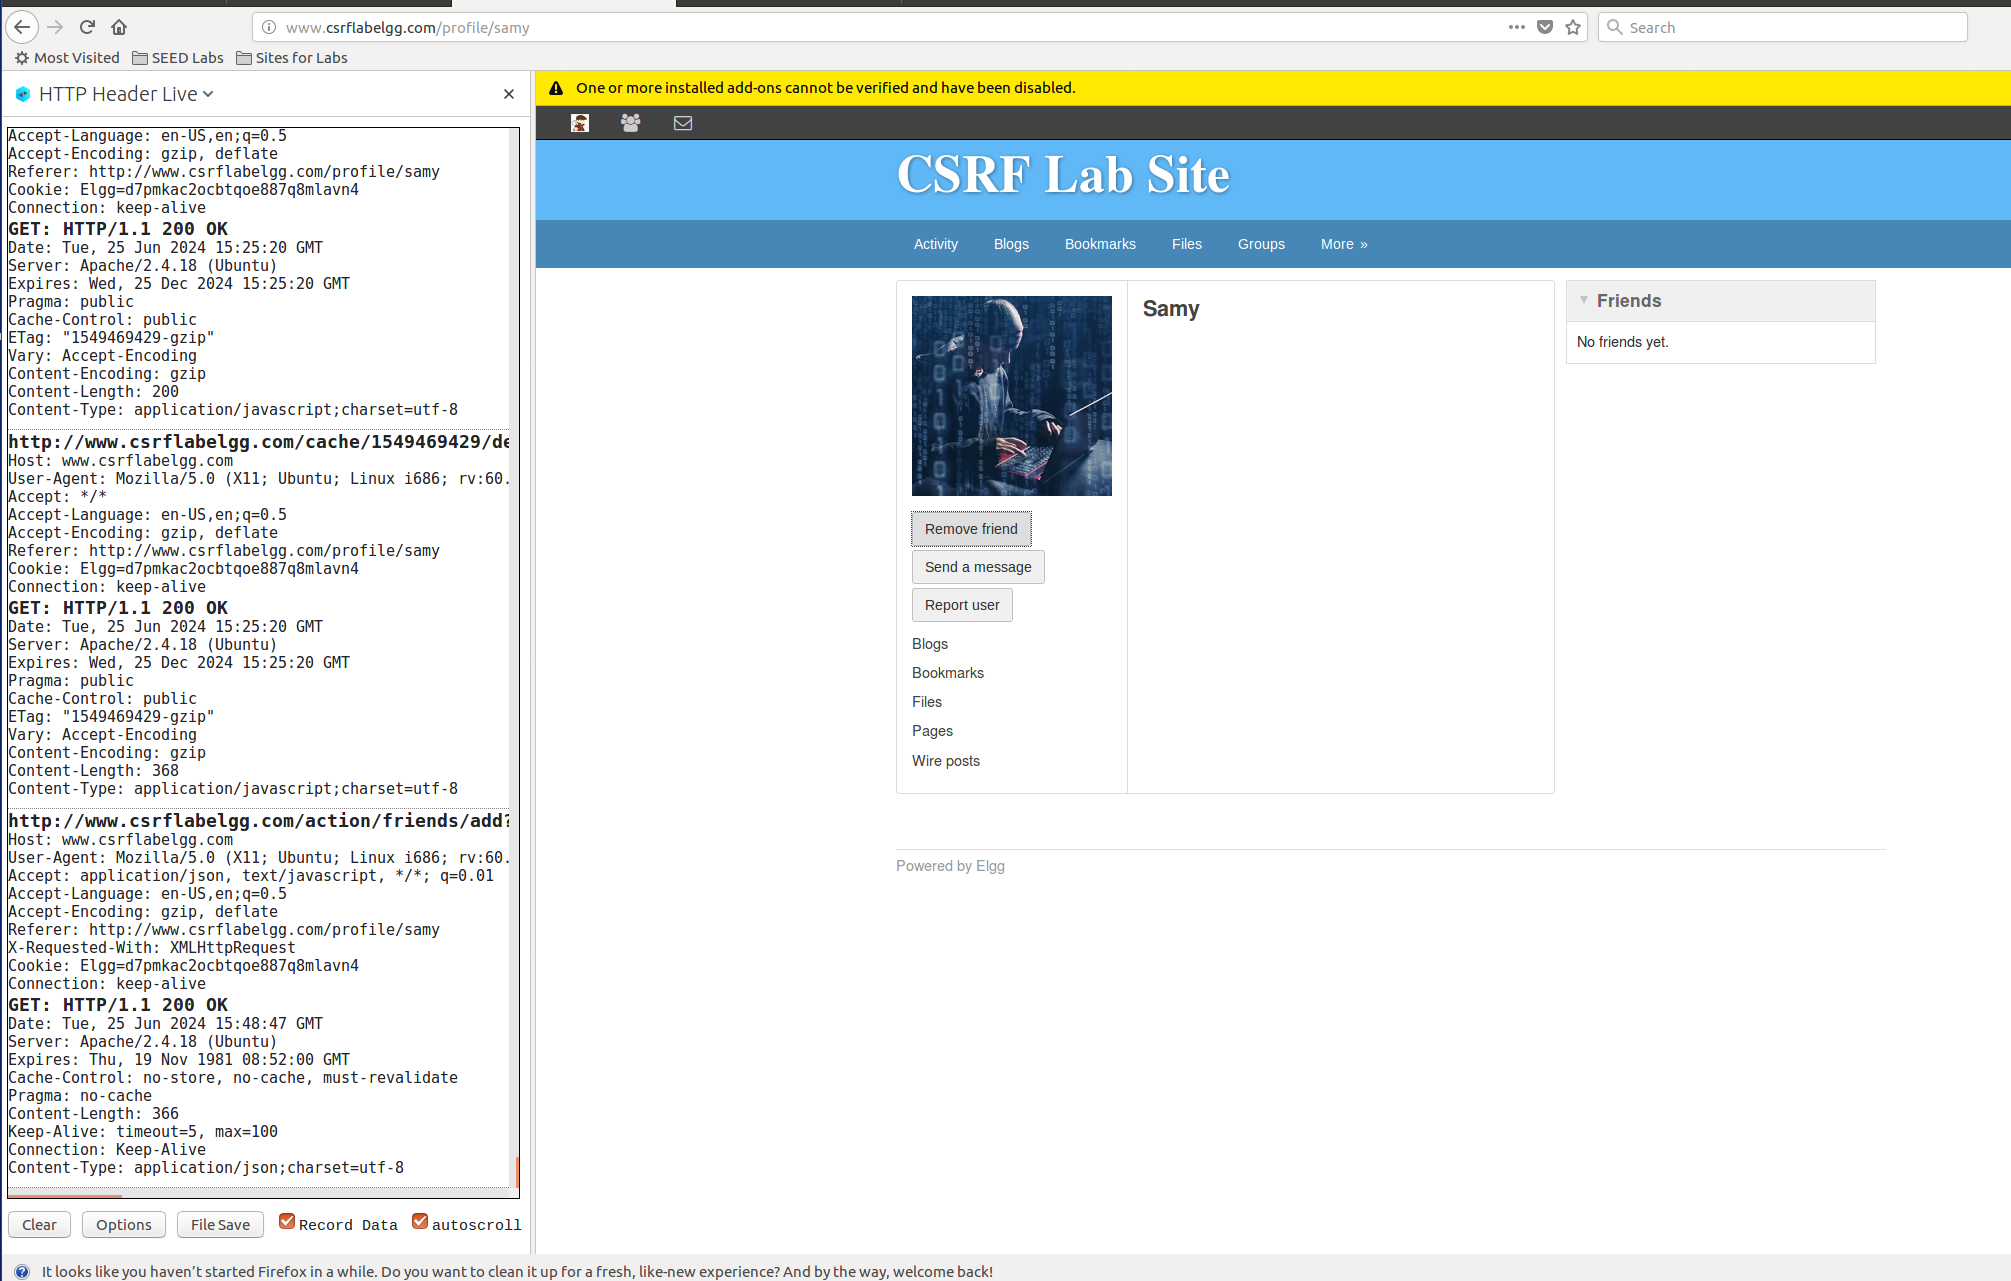 www.csrflabelgg.com/profile/samy
Search
Most Visited
SEED Labs
Sites for Labs
HTTP Header Live
Accept-Language: en-US,en;q=0.5
Accept-Encoding: gzip, deflate
Referer: http://www.csrflabelgg.com/profile/samy
Cookie: Elgg=d7pmkac2ocbtqoe887q8mlavn4
Connection: keep-alive
GET: HTTP/1.1 200 OK
Date: Tue, 25 Jun 2024 15:25:20 GMT
Server: Apache/2.4.18 (Ubuntu)
Expires: Wed, 25 Dec 2024 15:25:20 GMT
Pragma: public
Cache-Control: public
ETag: "1549469429-gzip"
Vary: Accept-Encoding
Content-Encoding: gzip
Content-Length: 200
Content-Type: application/javascript;charset=utf-8
http://www.csrflabelgg.com/cache/1549469429/de
Host: www.csrflabelgg.com
User-Agent: Mozilla/5.0 (X11; Ubuntu; Linux i686; rv:60.
Accept: */*
Accept-Language: en-US,en;q=0.5
Accept-Encoding: gzip, deflate
Referer: http://www.csrflabelgg.com/profile/samy
Cookie: Elgg=d7pmkac2ocbtqoe887q8mlavn4
Connection: keep-alive
GET: HTTP/1.1 200 OK
Date: Tue, 25 Jun 2024 15:25:20 GMT
Server: Apache/2.4.18 (Ubuntu)
Expires: Wed, 25 Dec 2024 15:25:20 GMT
Pragma: public
Cache-Control: public
ETag: "1549469429-gzip"
Vary: Accept-Encoding
Content-Encoding: gzip
Content-Length: 368
Content-Type: application/javascript;charset=utf-8
http://www.csrflabelgg.com/action/friends/add?
Host: www.csrflabelgg.com
User-Agent: Mozilla/5.0 (X11; Ubuntu; Linux i686; rv:60.
Accept: application/json, text/javascript, */*; q=0.01
Accept-Language: en-US,en;q=0.5
Accept-Encoding: gzip, deflate
Referer: http://www.csrflabelgg.com/profile/samy
X-Requested-With: XMLHttpRequest
Cookie: Elgg=d7pmkac2ocbtqoe887q8mlavn4
Connection: keep-alive
GET: HTTP/1.1 200 OK
Date: Tue, 25 Jun 2024 15:48:47 GMT
Server: Apache/2.4.18 (Ubuntu)
Expires: Thu, 19 Nov 1981 08:52:00 GMT
Cache-Control: no-store, no-cache, must-revalidate
Pragma: no-cache
Content-Length: 366
Keep-Alive: timeout=5, max=100
Connection: Keep-Alive
Content-Type: application/json;charset=utf-8
Clear
Options
File Save
Record Data
autoscroll
One or more installed add-ons cannot be verified and have been disabled.
CSRF Lab Site
Activity
Blogs
Bookmarks
Files
Groups
More »
Samy
Remove friend
Send a message
Report user
Blogs
Bookmarks
Files
Pages
Wire posts
Friends
No friends yet.
Powered by Elgg
It looks like you haven't started Firefox in a while. Do you want to clean it up for a fresh, like-new experience? And by the way, welcome back!